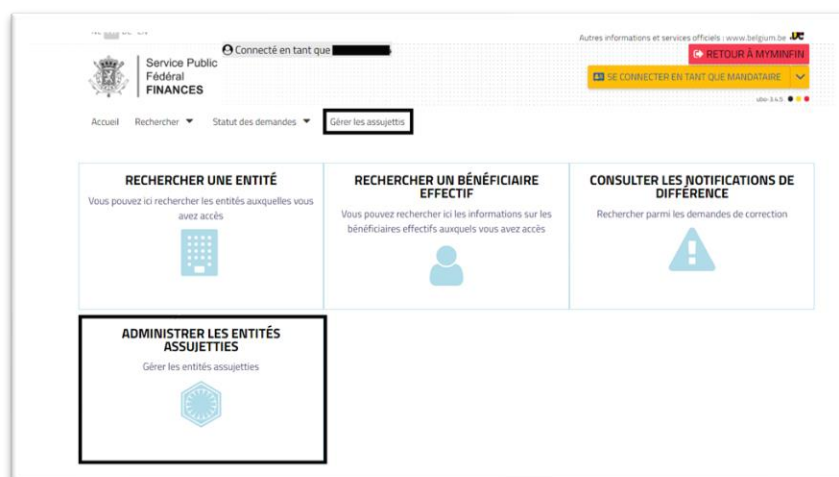 Autres informations et services officiels : www.belgium.be
Connecté en tant que
RETOUR À MYMINFIN
Service Public
Fédéral
FINANCES
SE CONNECTER EN TANT QUE MANDATAIRE
ubo-3.4.5
Accueil Rechercher Statut des demandes Gérer les assujettis
RECHERCHER UNE ENTITÉ
Vous pouvez ici rechercher les entités auxquelles vous
avez accès
RECHERCHER UN BÉNÉFICIAIRE
EFFECTIF
Vous pouvez rechercher ici les informations sur les
bénéficiaires effectifs auxquels vous avez accès
CONSULTER LES NOTIFICATIONS DE
DIFFÉRENCE
Rechercher parmi les demandes de correction
ADMINISTRER LES ENTITÉS
ASSUJETTIES
Gérer les entités assujetties